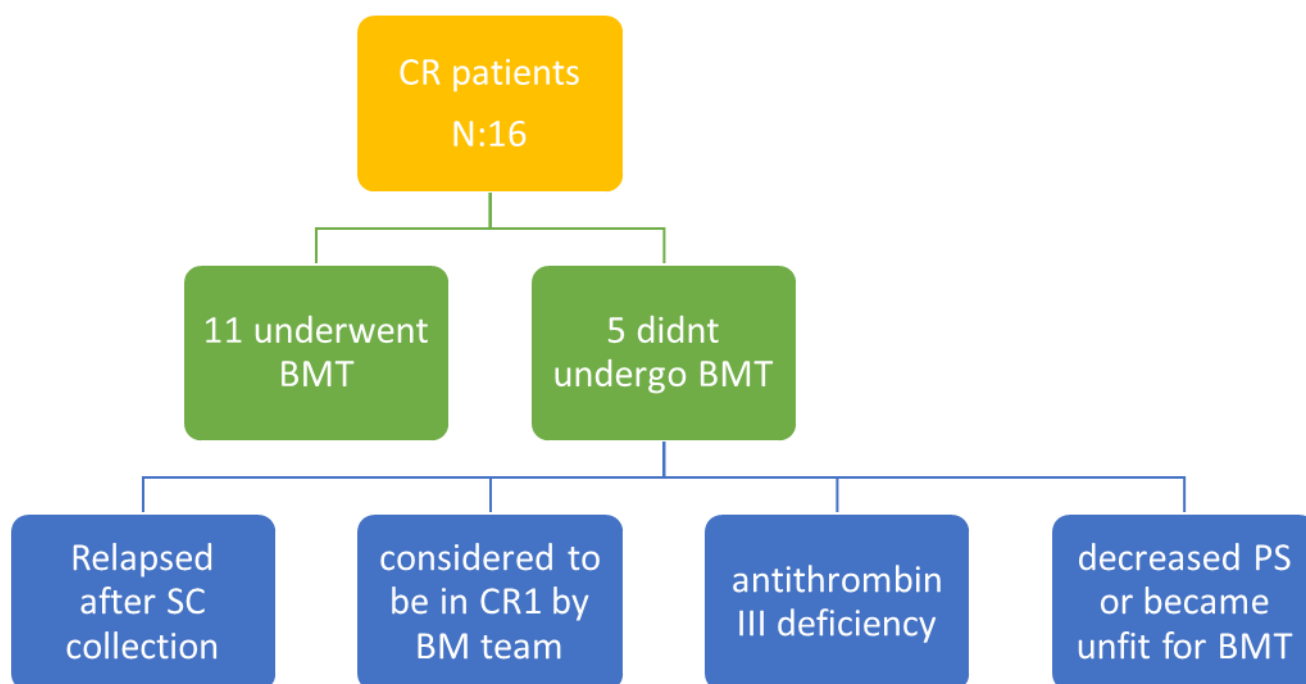 CR patients
N:16
11 underwent
BMT
5 didnt
undergo BMT
Relapsed
after SC
collection
considered to
be in CR1 by
BM team
antithrombin
III deficiency
decreased PS
or became
unfit for BMT